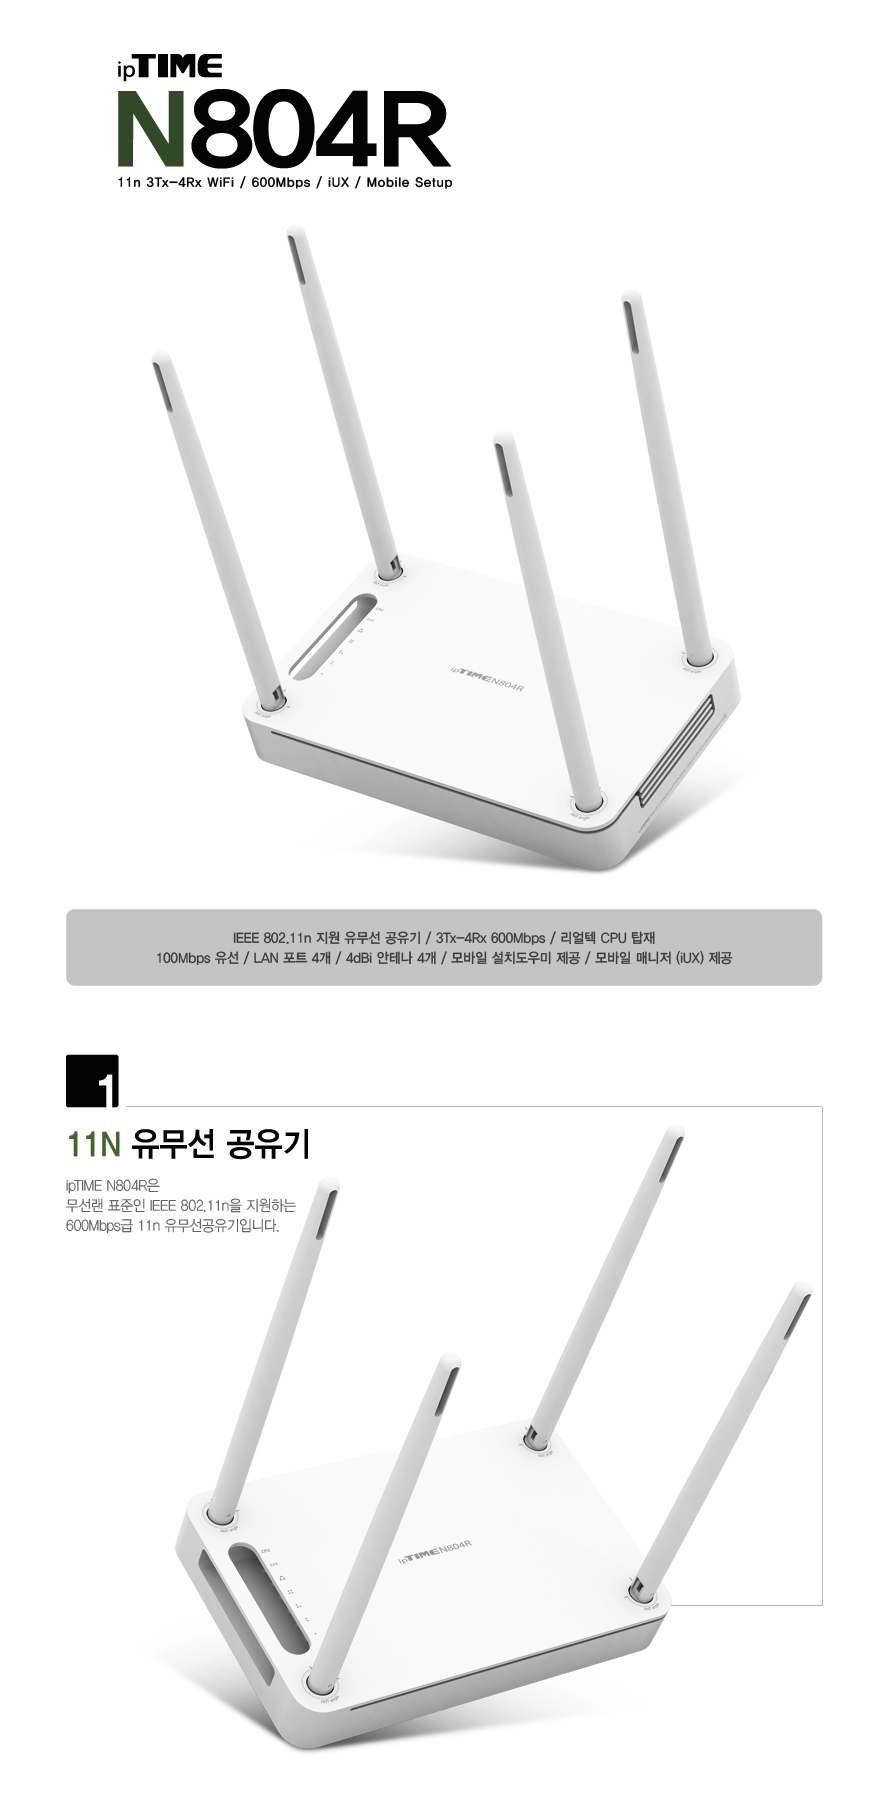 ipTIME
N804R
11n 3Tx-4Rx WiFi / 600Mbps / iUX / Mobile Setup
ipTIME N804R
IEEE 802.11n 지원 유무선 공유기 / 3Tx-4Rx 600Mbps / 리얼텍 CPU 탑재
100Mbps 유선 / LAN 포트 4개 / 4dBi 안테나 4개 / 모바일 설치도우미 제공 / 모바일 매니저 (iUX) 제공
1
11N 유무선 공유기
ipTIME N804R은
무선랜 표준인 IEEE 802.11n을 지원하는
600Mbps급 11n 유무선공유기입니다.
CPU
ipTIME N804R